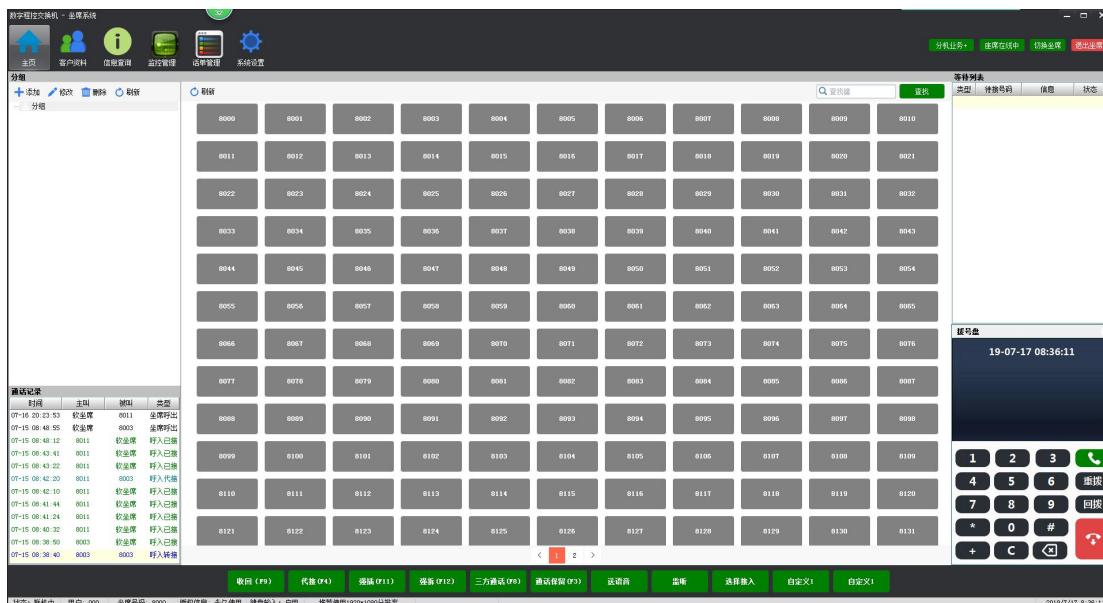 数字程控交换机 - 坐席系统
32
主页 客户资料 信息查询 监控管理 话单管理 系统设置
分机业务 座席在线中 切换坐席 退出坐席
分组
添加 修改 删除 刷新
分组
刷新 查找 查找
8000 8001 8002 8003 8004 8005 8006 8007 8008 8009 8010
8011 8012 8013 8014 8015 8016 8017 8018 8019 8020 8021
8022 8023 8024 8025 8026 8027 8028 8029 8030 8031 8032
8033 8034 8035 8036 8037 8038 8039 8040 8041 8042 8043
8044 8045 8046 8047 8048 8049 8050 8051 8052 8053 8054
8055 8056 8057 8058 8059 8060 8061 8062 8063 8064 8065
8066 8067 8068 8069 8070 8071 8072 8073 8074 8075 8076
8077 8078 8079 8080 8081 8082 8083 8084 8085 8086 8087
8088 8089 8090 8091 8092 8093 8094 8095 8096 8097 8098
8099 8100 8101 8102 8103 8104 8105 8106 8107 8108 8109
8110 8111 8112 8113 8114 8115 8116 8117 8118 8119 8120
8121 8122 8123 8124 8125 8126 8127 8128 8129 8130 8131
< 1 2 >
通话记录
时间 主叫 被叫 类型
07-16 20:23:53 软坐席 8011 坐席呼出
07-15 08:48:55 软坐席 8003 坐席呼出
07-15 08:48:12 8011 软坐席 呼入已接
07-15 08:43:41 8011 软坐席 呼入已接
07-15 08:43:22 8011 软坐席 呼入已接
07-15 08:42:20 8011 8003 呼入代接
07-15 08:42:10 8011 软坐席 呼入已接
07-15 08:41:44 8011 软坐席 呼入已接
07-15 08:41:24 8011 软坐席 呼入已接
07-15 08:40:32 8011 软坐席 呼入已接
07-15 08:38:50 8003 软坐席 呼入已接
07-15 08:38:40 8003 8003 呼入转接
等待列表
类型 待接号码 信息 状态
拨号盘
19-07-17 08:36:11
1 2 3
4 5 6 重拨
7 8 9 回拨
* 0 #
+ C
收回(F9) 代接(F4) 强插(F11) 强拆(F12) 三方通话(F8) 通话保留(F3) 送语音 监听 选择接入 自定义1 自定义1